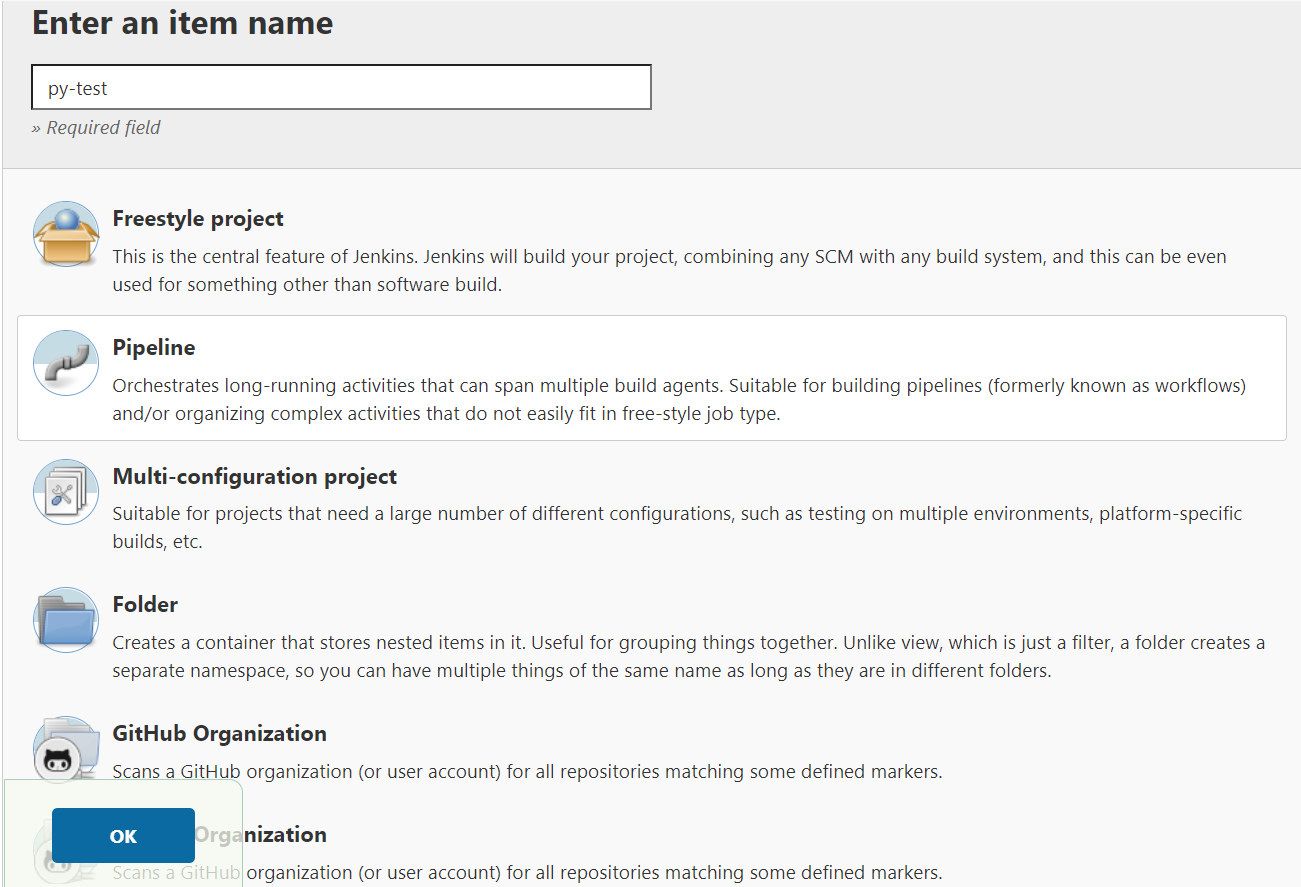 Enter an item name
py-test
» Required field
Freestyle project
This is the central feature of Jenkins. Jenkins will build your project, combining any SCM with any build system, and this can be even
used for something other than software build.
Pipeline
Orchestrates long-running activities that can span multiple build agents. Suitable for building pipelines (formerly known as workflows)
and/or organizing complex activities that do not easily fit in free-style job type.
Multi-configuration project
Suitable for projects that need a large number of different configurations, such as testing on multiple environments, platform-specific
builds, etc.
Folder
Creates a container that stores nested items in it. Useful for grouping things together. Unlike view, which is just a filter, a folder creates a
separate namespace, so you can have multiple things of the same name as long as they are in different folders.
GitHub Organization
Scans a GitHub organization (or user account) for all repositories matching some defined markers.
OK
Organization
Scans a GitHub organization (or user account) for all repositories matching some defined markers.